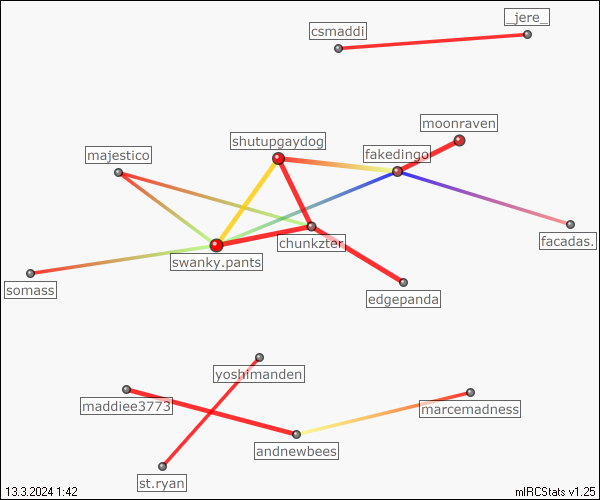 _jere_
csmaddi
moonraven
shutupgaydog
fakedingo
majestico
facadas.
chunkzter
swanky.pants
somass
edgepanda
yoshimanden
maddiee3773
marcemadness
andnewbees
st.ryan
13.3.2024 1:42
mIRCStats v1.25